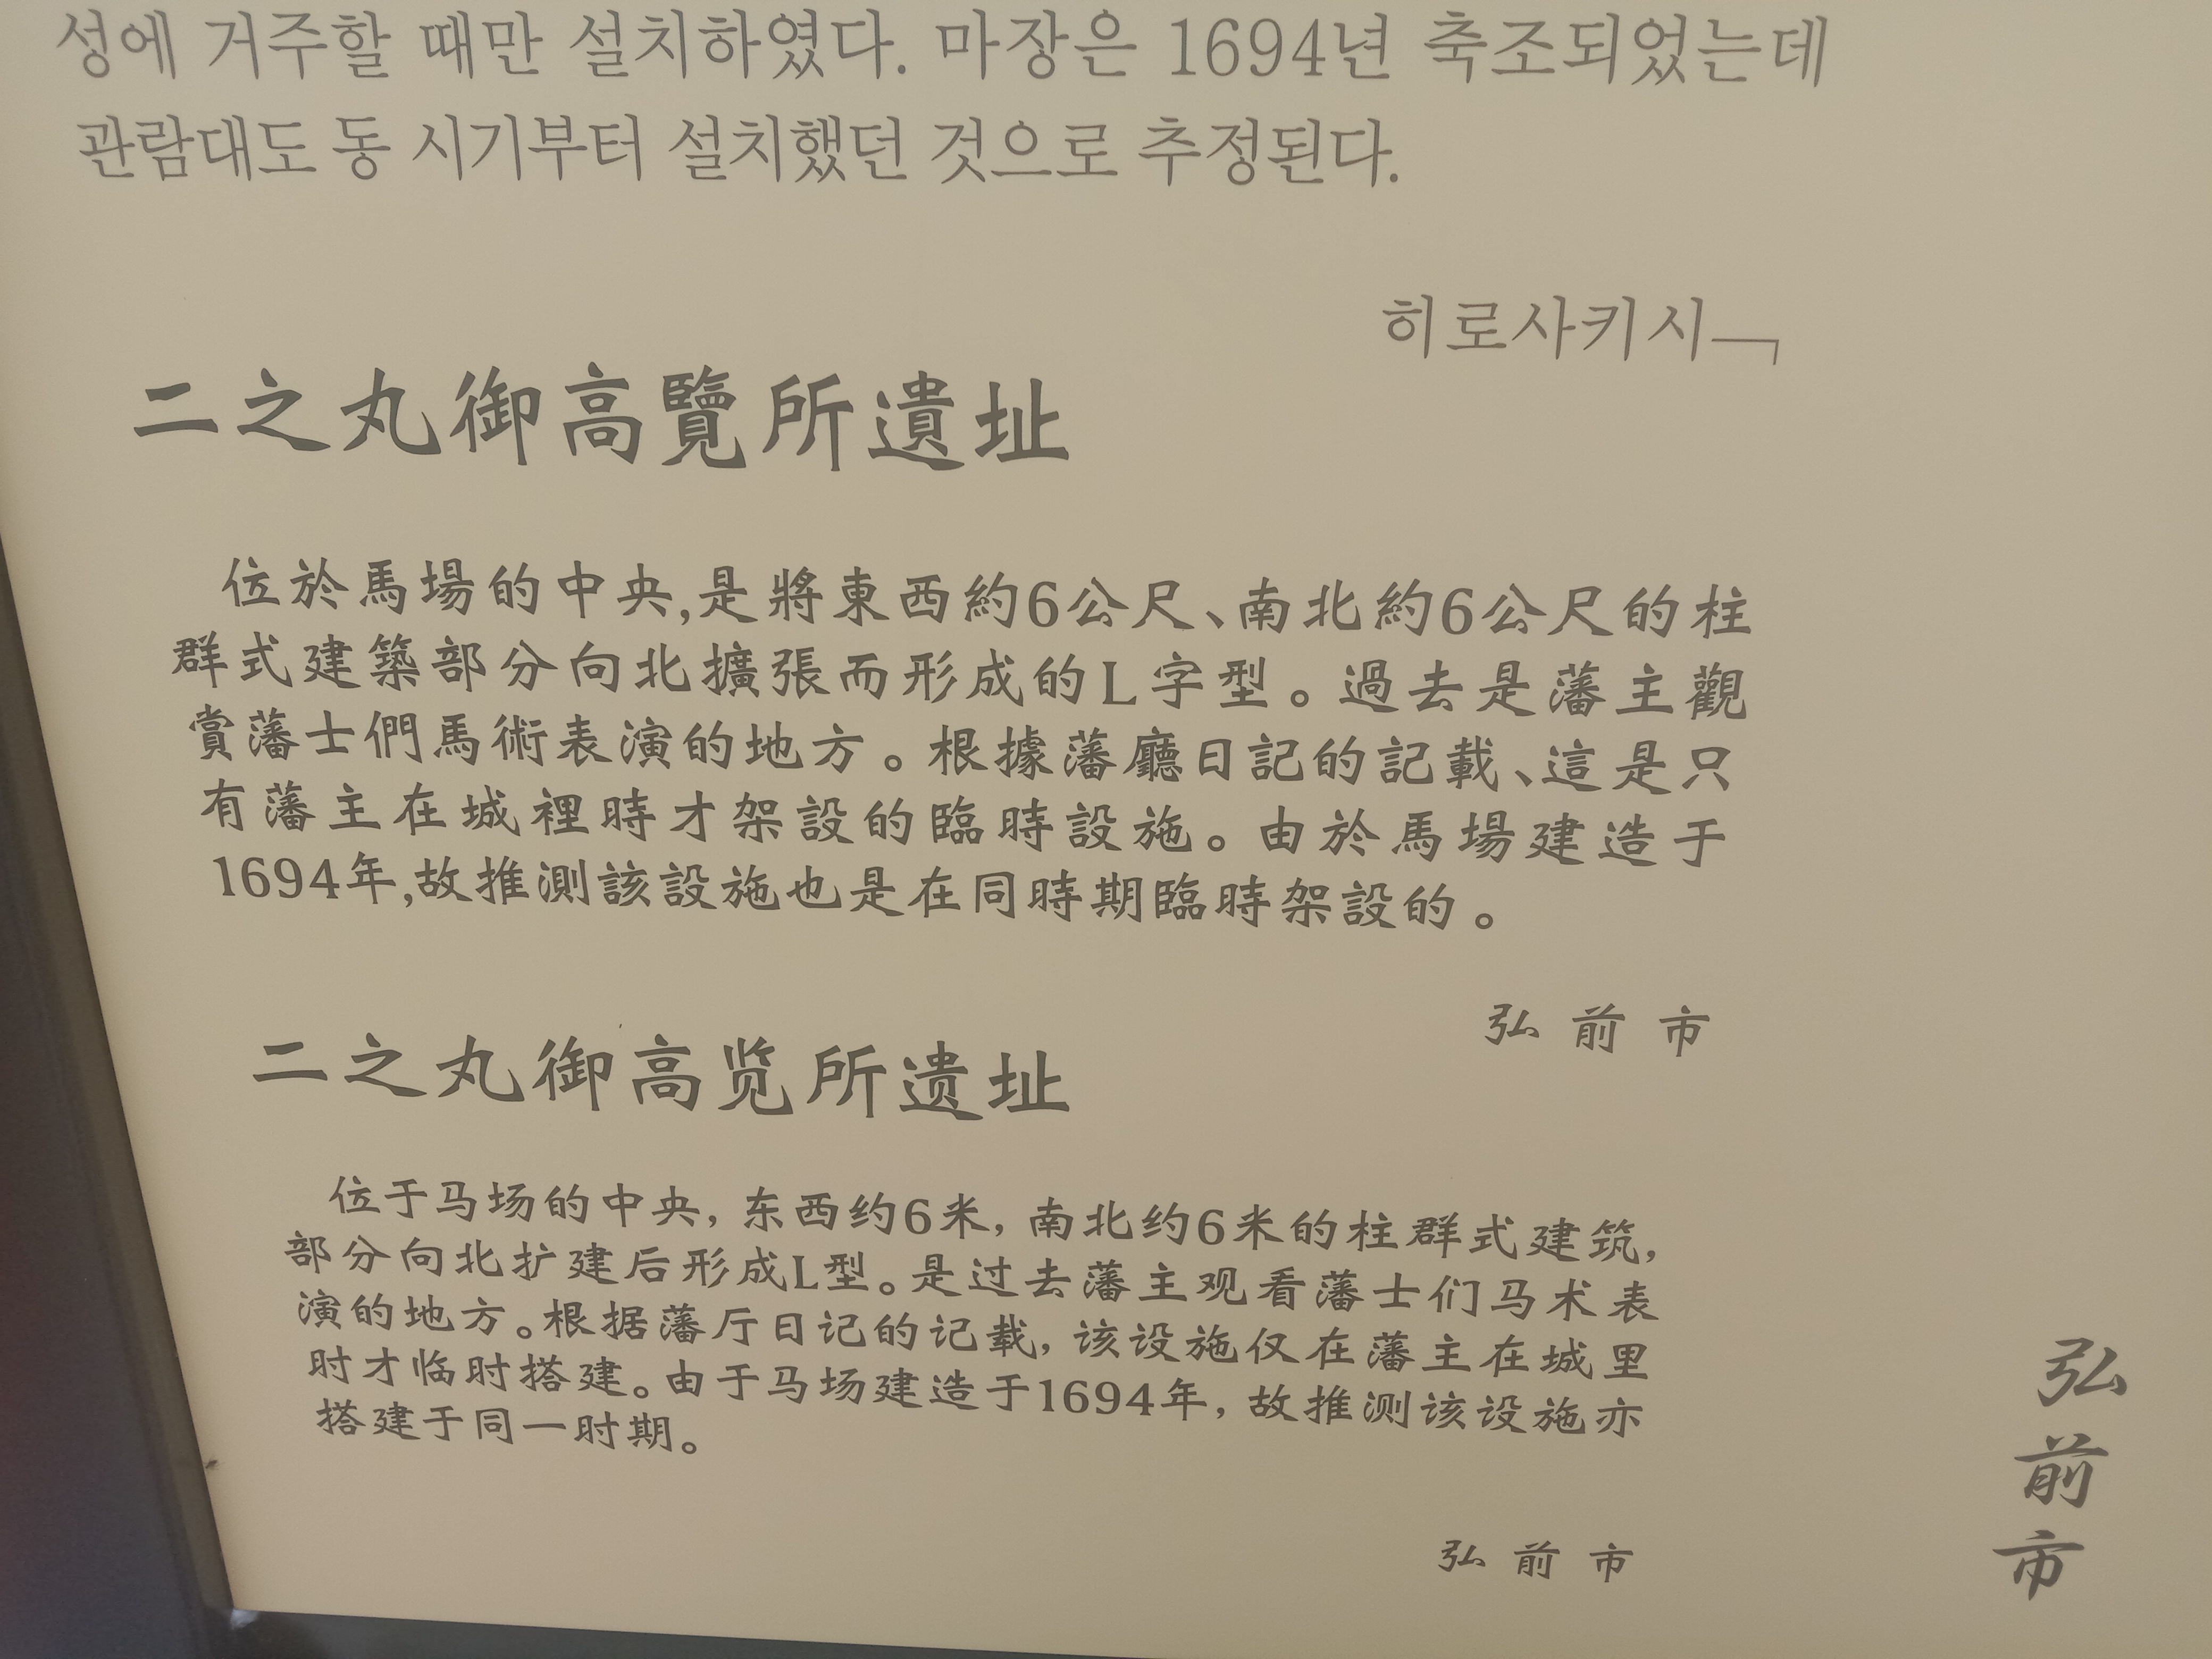 성에 거주할 때만 설치하였다. 마장은 1694년 축조되었는데
관람대도 동 시기부터 설치했던 것으로 추정된다.
히로사키시ㄱ
二之丸御高覽所遺址
位於馬場的中央,是將東西約6公尺、南北約6公尺的柱
群式建築部分向北擴張而形成的L字型。過去是藩主觀
賞藩士們馬術表演的地方。根據藩廳日記的記載、這是只
有藩主在城裡時才架設的臨時設施。由於馬場建造于
1694年,故推測該設施也是在同時期臨時架設的。
弘前市
二之丸御高览所遗址
位于马场的中央，东西约6米，南北约6米的柱群式建筑，
部分向北扩建后形成L型。是过去藩主观看藩士们马术表
演的地方。根据藩厅日记的记载，该设施仅在藩主在城里
时才临时搭建。由于马场建造于1694年，故推测该设施亦
搭建于同一时期。
弘前市
弘前市